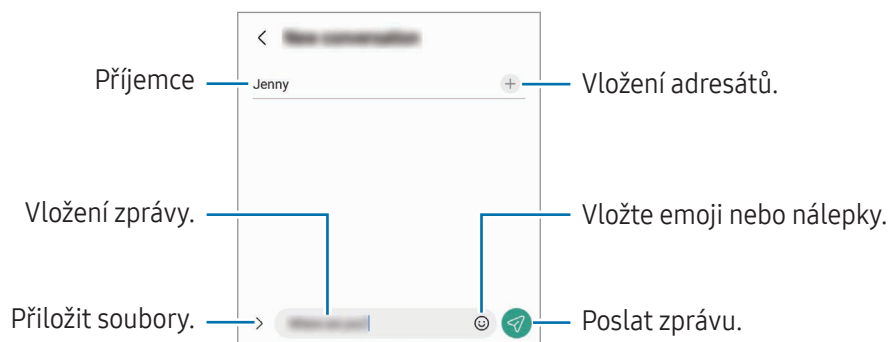 Příjemce
Jenny
Vložení adresátů.
Vložení zprávy.
Vložte emoji nebo nálepky.
Přiložit soubory.
Poslat zprávu.